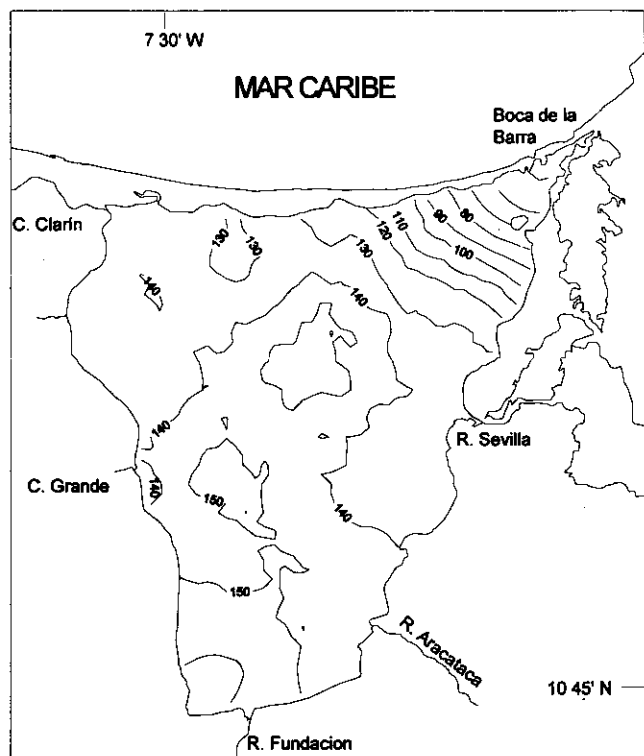 7 30' W
MAR CARIBE
Boca de la
Barra
C. Clarín
130
130
120
110
90
80
100
130
140
140
140
R. Sevilla
C. Grande
140
150
140
150
R. Aracataca
10 45' N
R. Fundacion